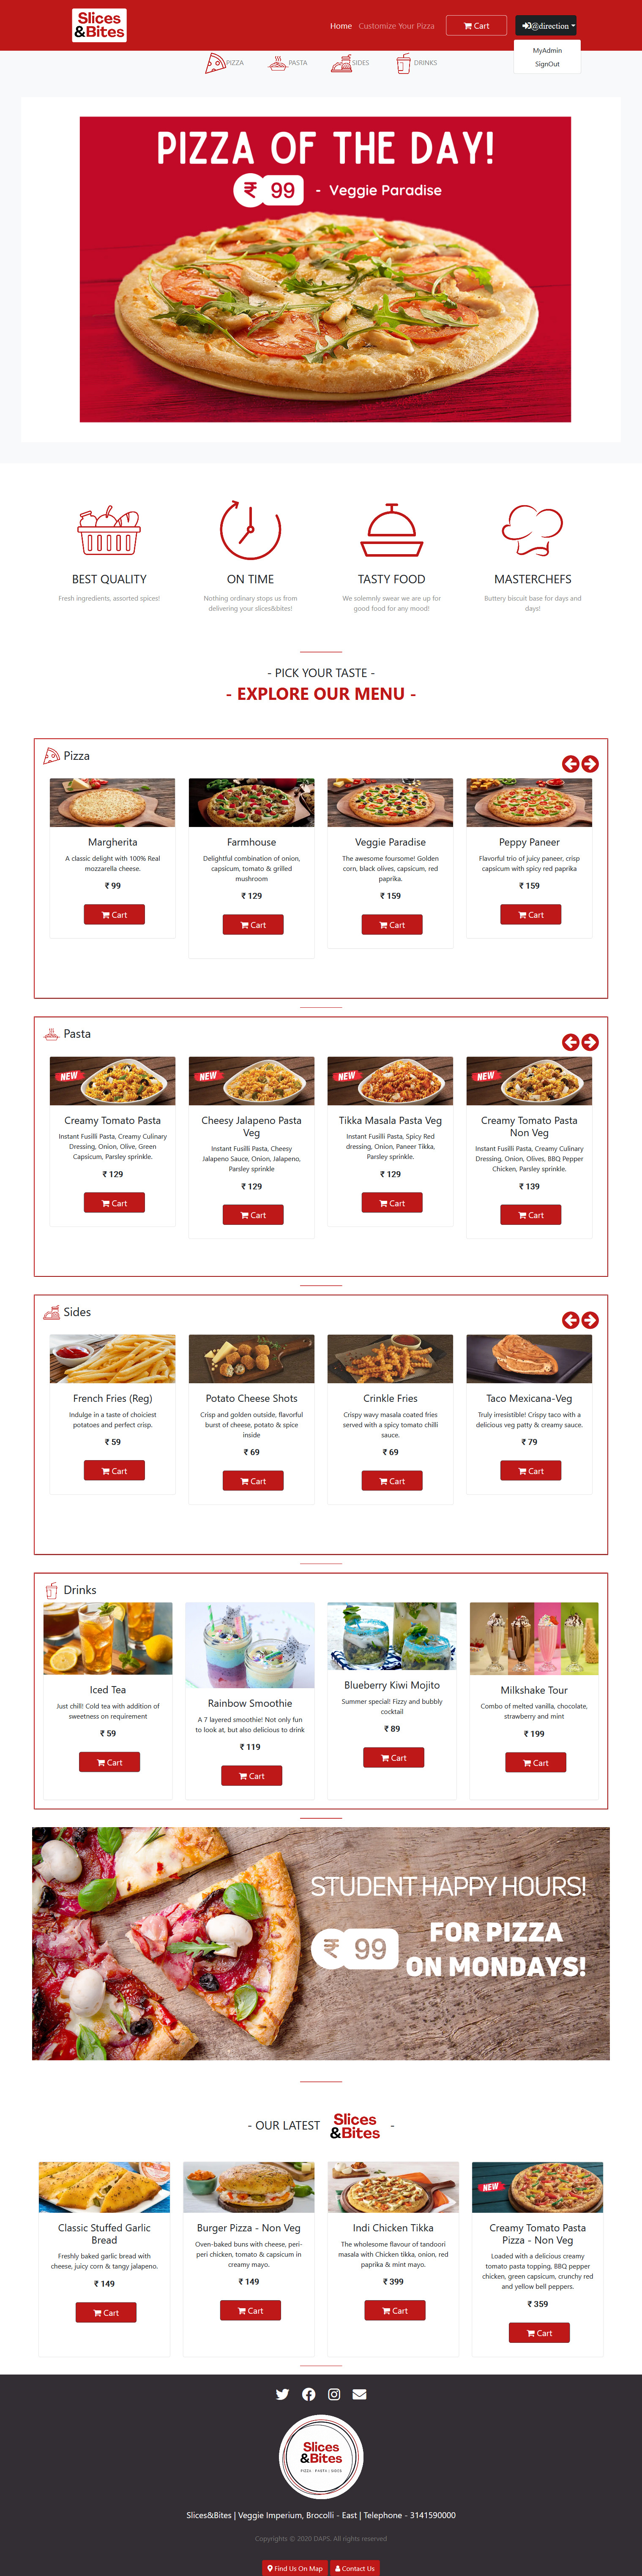 Slices
&Bites
Home
Customize Your Pizza
Cart
@direction
MyAdmin
SignOut
PIZZA
PASTA
SIDES
DRINKS
PIZZA OF THE DAY!
₹ 99 - Veggie Paradise
BEST QUALITY
Fresh ingredients, assorted spices!
ON TIME
Nothing ordinary stops us from
delivering your slices&bites!
TASTY FOOD
We solemnly swear we are up for
good food for any mood!
MASTERCHEFS
Buttery biscuit base for days and
days!
- PICK YOUR TASTE -
- EXPLORE OUR MENU -
Pizza
Margherita
A classic delight with 100% Real
mozzarella cheese.
₹ 99
Cart
Farmhouse
Delightful combination of onion,
capsicum, tomato & grilled
mushroom
₹ 129
Cart
Veggie Paradise
The awesome foursome! Golden
corn, black olives, capsicum, red
paprika.
₹ 159
Cart
Peppy Paneer
Flavorful trio of juicy paneer, crisp
capsicum with spicy red paprika
₹ 159
Cart
Pasta
NEW
Creamy Tomato Pasta
Instant Fusilli Pasta, Creamy Culinary
Dressing, Onion, Olive, Green
Capsicum, Parsley sprinkle.
₹ 129
Cart
NEW
Cheesy Jalapeno Pasta
Veg
Instant Fusilli Pasta, Cheesy
Jalapeno Sauce, Onion, Jalapeno,
Parsley sprinkle
₹ 129
Cart
NEW
Tikka Masala Pasta Veg
Instant Fusilli Pasta, Spicy Red
dressing, Onion, Paneer Tikka,
Parsley sprinkle.
₹ 129
Cart
NEW
Creamy Tomato Pasta
Non Veg
Instant Fusilli Pasta, Creamy Culinary
Dressing, Onion, Olives, BBQ Pepper
Chicken, Parsley sprinkle.
₹ 139
Cart
Sides
French Fries (Reg)
Indulge in a taste of choiciest
potatoes and perfect crisp.
₹ 59
Cart
Potato Cheese Shots
Crisp and golden outside, flavorful
burst of cheese, potato & spice
inside
₹ 69
Cart
Crinkle Fries
Crispy wavy masala coated fries
served with a spicy tomato chilli
sauce.
₹ 69
Cart
Taco Mexicana-Veg
Truly irresistible! Crispy taco with a
delicious veg patty & creamy sauce.
₹ 79
Cart
Drinks
Iced Tea
Just chill! Cold tea with addition of
sweetness on requirement
₹ 59
Cart
Rainbow Smoothie
A 7 layered smoothie! Not only fun
to look at, but also delicious to drink
₹ 119
Cart
Blueberry Kiwi Mojito
Summer special! Fizzy and bubbly
cocktail
₹ 89
Cart
Milkshake Tour
Combo of melted vanilla, chocolate,
strawberry and mint
₹ 199
Cart
STUDENT HAPPY HOURS!
₹ 99
FOR PIZZA
ON MONDAYS!
- OUR LATEST Slices
&Bites -
Classic Stuffed Garlic
Bread
Freshly baked garlic bread with
cheese, juicy corn & tangy jalapeno.
₹ 149
Cart
Burger Pizza - Non Veg
Oven-baked buns with cheese, peri-
peri chicken, tomato & capsicum in
creamy mayo.
₹ 149
Cart
Indi Chicken Tikka
The wholesome flavour of tandoori
masala with Chicken tikka, onion, red
paprika & mint mayo.
₹ 399
Cart
NEW
Creamy Tomato Pasta
Pizza - Non Veg
Loaded with a delicious creamy
tomato pasta topping, BBQ pepper
chicken, green capsicum, crunchy red
and yellow bell peppers.
₹ 359
Cart
Slices
&Bites
PIZZA | PASTA | SIDES
Slices&Bites | Veggie Imperium, Brocolli - East | Telephone - 3141590000
Copyrights © 2020 DAPS. All rights reserved
Find Us On Map
Contact Us